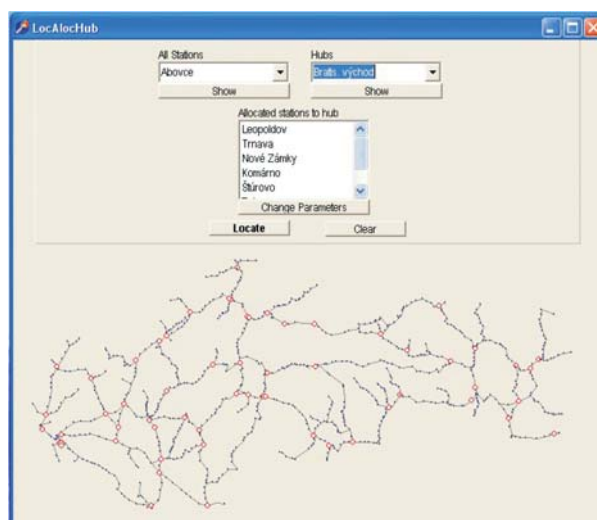 LocAlocHub
All Stations
Hubs
Abovce
Bratis. východ
Show
Show
Allocated stations to hub
Leopoldov
Trnava
Nové Zámky
Komárno
Štúrovo
Change Parameters
Locate
Clear